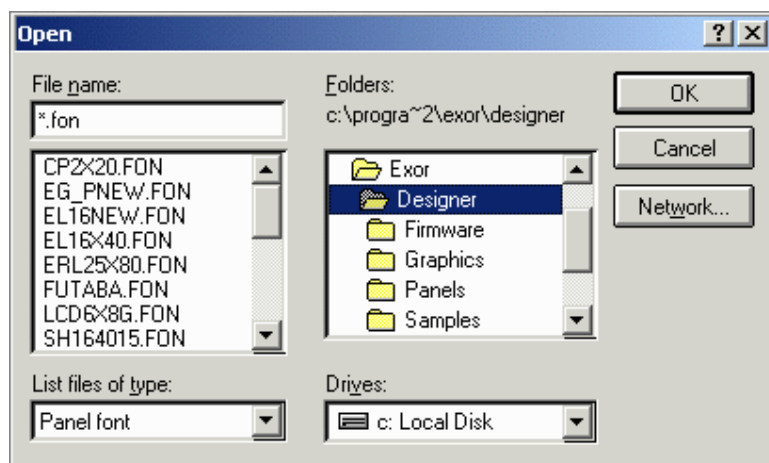 Open
File name:
*.fon
CP2X20.FON
EG_PNEW.FON
EL16NEW.FON
EL16X40.FON
ERL25X80.FON
FUTABA.FON
LCD6X8G.FON
SH164015.FON
List files of type:
Panel font
Folders:
c:\progra~2\exor\designer
Exor
Designer
Firmware
Graphics
Panels
Samples
Drives:
c: Local Disk
OK
Cancel
Network...